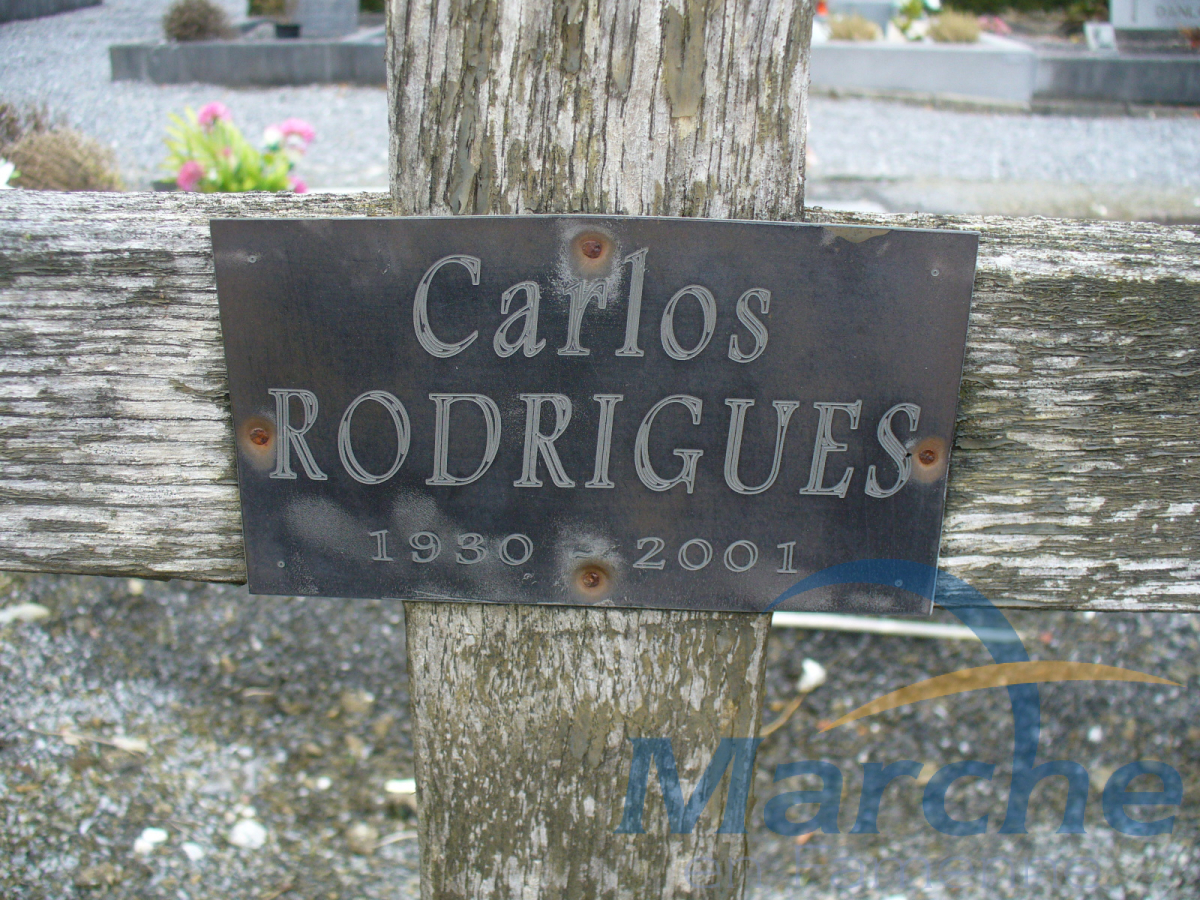 Carlos
RODRIGUES
1930 - 2001
Marche